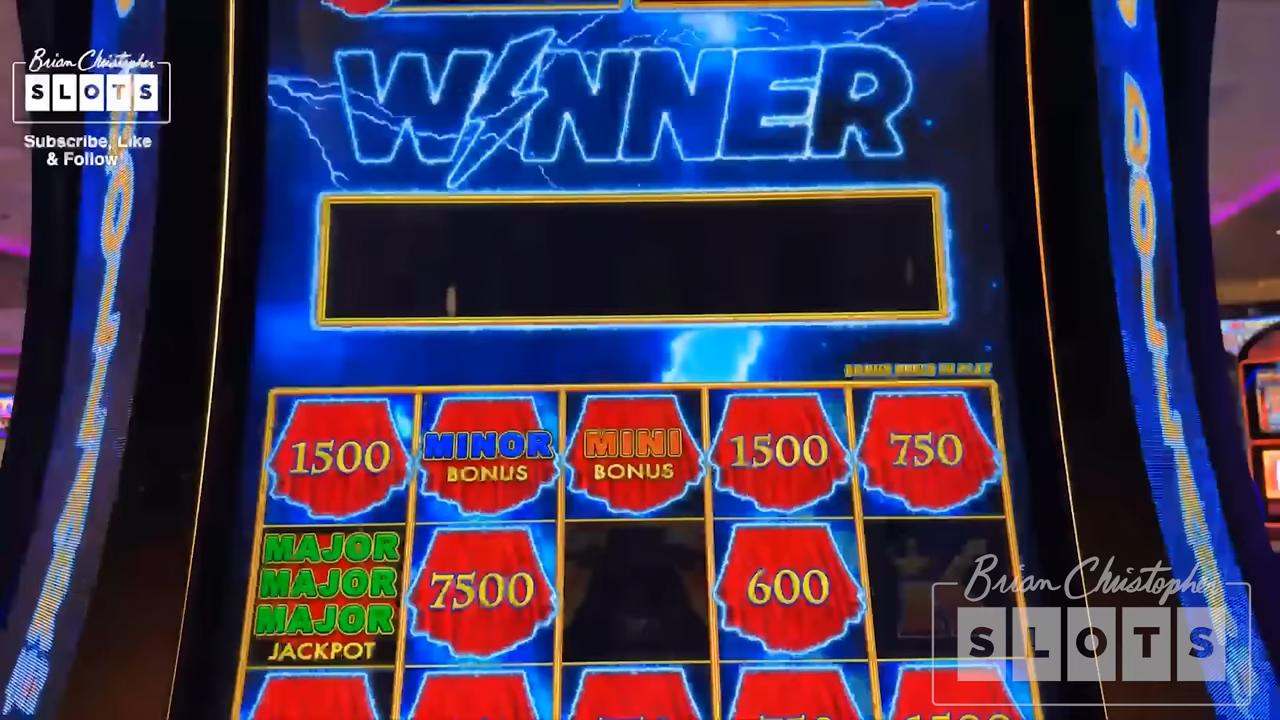 Brian Christopher
SLOTS
Subscribe, Like
& Follow
WINNER
1500
MINOR
BONUS
MINI
BONUS
1500
750
MAJOR
MAJOR
MAJOR
JACKPOT
7500
600
Brian Christopher
SLOTS